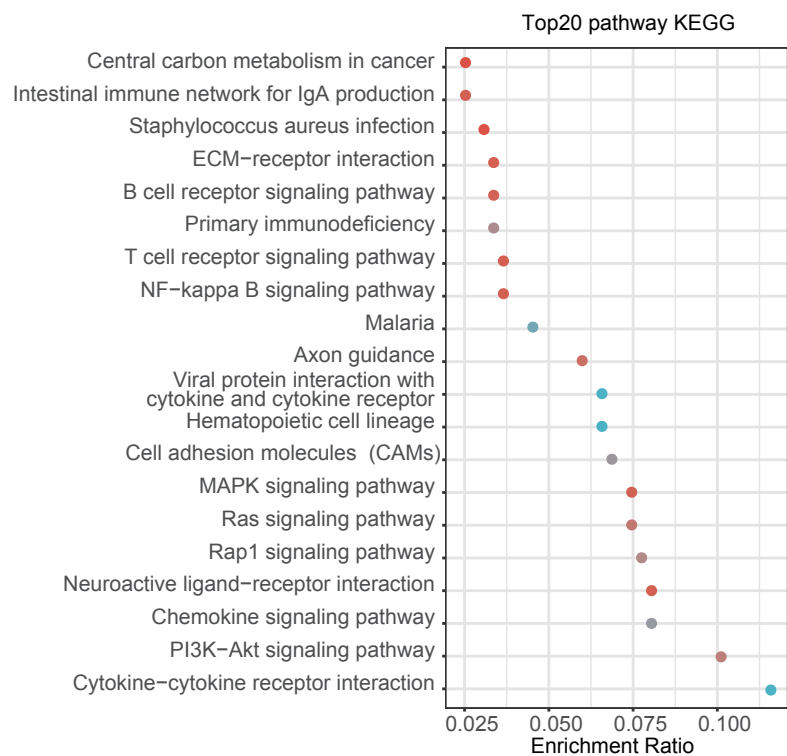 Top20 pathway KEGG
Central carbon metabolism in cancer
Intestinal immune network for IgA production
Staphylococcus aureus infection
ECM−receptor interaction
B cell receptor signaling pathway
Primary immunodeficiency
T cell receptor signaling pathway
NF−kappa B signaling pathway
Malaria
Axon guidance
Viral protein interaction with
cytokine and cytokine receptor
Hematopoietic cell lineage
Cell adhesion molecules (CAMs)
MAPK signaling pathway
Ras signaling pathway
Rap1 signaling pathway
Neuroactive ligand−receptor interaction
Chemokine signaling pathway
PI3K−Akt signaling pathway
Cytokine−cytokine receptor interaction
0.025 0.050 0.075 0.100
Enrichment Ratio